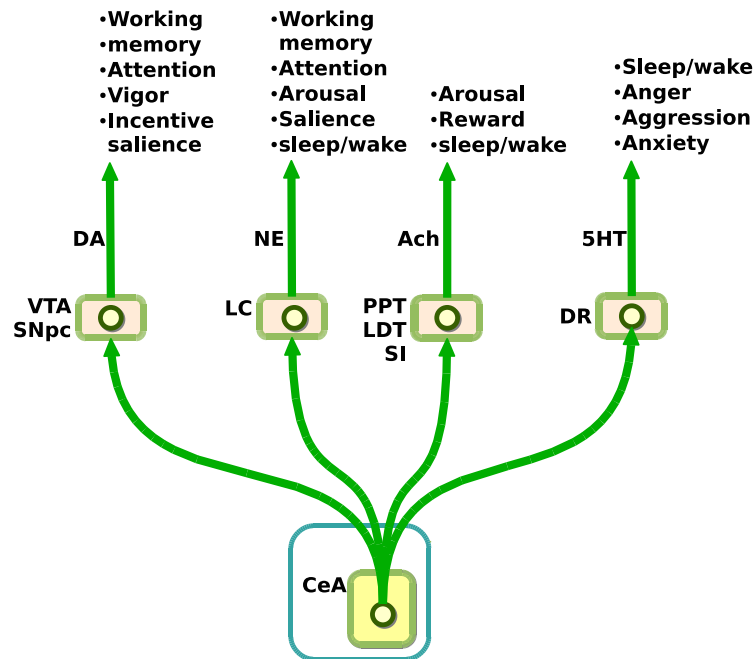 •Working
•memory
•Attention
•Vigor
•Incentive
salience
•Working
memory
•Attention
•Arousal
•Salience
•sleep/wake
•Arousal
•Reward
•sleep/wake
•Sleep/wake
•Anger
•Aggression
•Anxiety
DA
NE
Ach
5HT
VTA
SNpc
LC
PPT
LDT
SI
DR
CeA